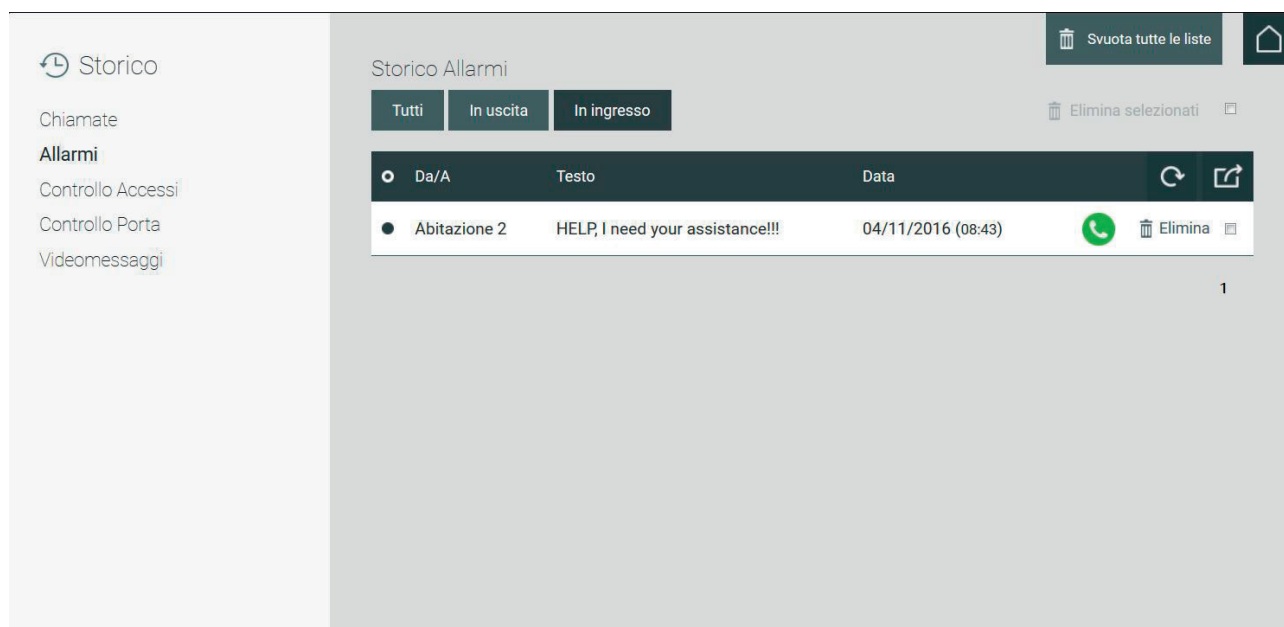 Storico
Chiamate
Allarmi
Controllo Accessi
Controllo Porta
Videomessaggi
Svuota tutte le liste
Storico Allarmi
Tutti In uscita In ingresso
Elimina selezionati
Da/A Testo Data
Abitazione 2 HELP, I need your assistance!!! 04/11/2016 (08:43) Elimina
1